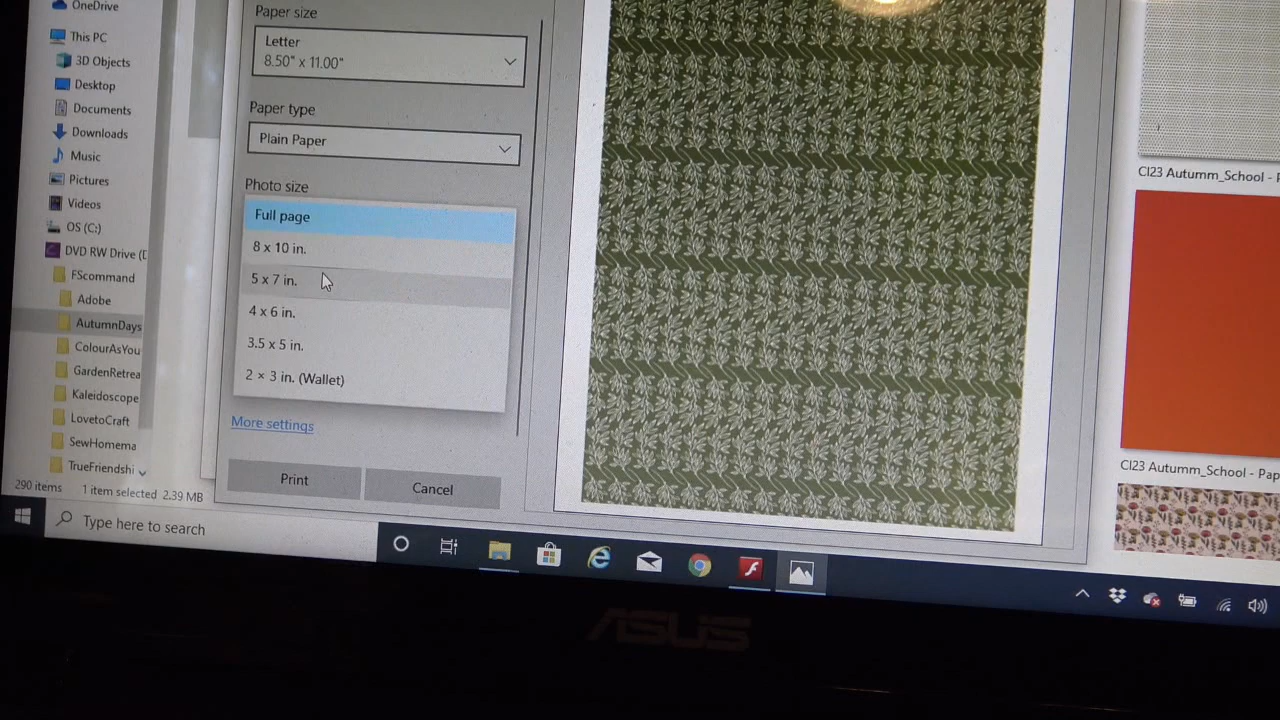 OneDrive
This PC
3D Objects
Desktop
Documents
Downloads
Music
Pictures
Videos
OS (C:)
DVD RW Drive (D
FScommand
Adobe
AutumnDays
ColourAsYou
GardenRetrea
Kaleidoscope
LovetoCraft
SewHomema
TrueFriendshi
290 items 1 item selected 2.39 MB
Paper size
Letter
8.50" x 11.00"
Paper type
Plain Paper
Photo size
Full page
8 x 10 in.
5 x 7 in.
4 x 6 in.
3.5 x 5 in.
2 × 3 in. (Wallet)
More settings
Print
Cancel
CI23 Autumm_School - P
CI23 Autumm_School - Pap
Type here to search
ASUS